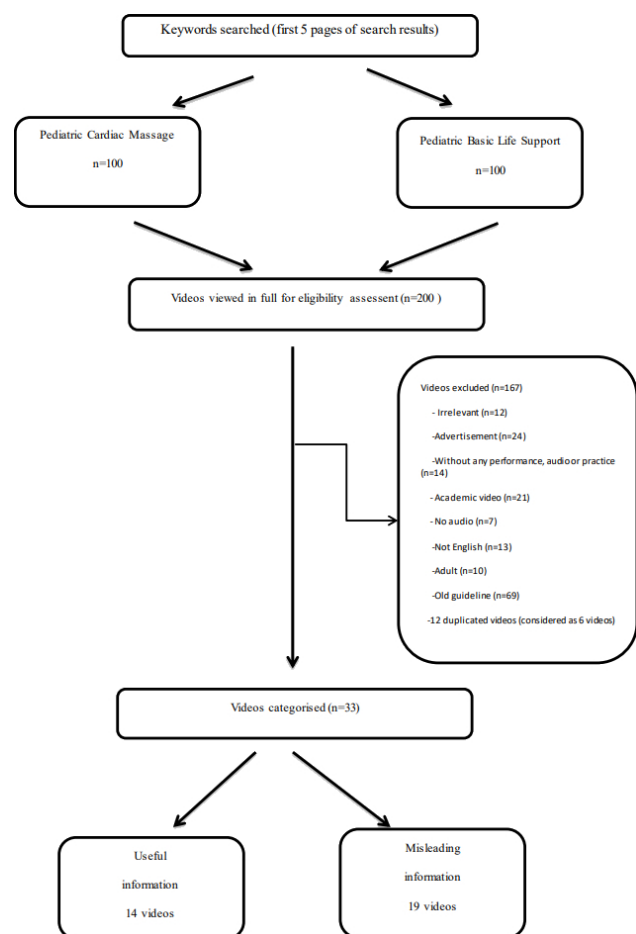 Keywords searched (first 5 pages of search results)
Pediatric Cardiac Massage
n=100
Pediatric Basic Life Support
n=100
Videos viewed in full for eligibility assessent (n=200 )
Videos excluded (n=167)
- Irrelevant (n=12)
-Advertisement (n=24)
-Without any performance, audio or practice
(n=14)
- Academic video (n=21)
- No audio (n=7)
-Not English (n=13)
-Adult (n=10)
-Old guideline (n=69)
-12 duplicated videos (considered as 6 videos)
Videos categorised (n=33)
Useful
information
14 videos
Misleading
information
19 videos